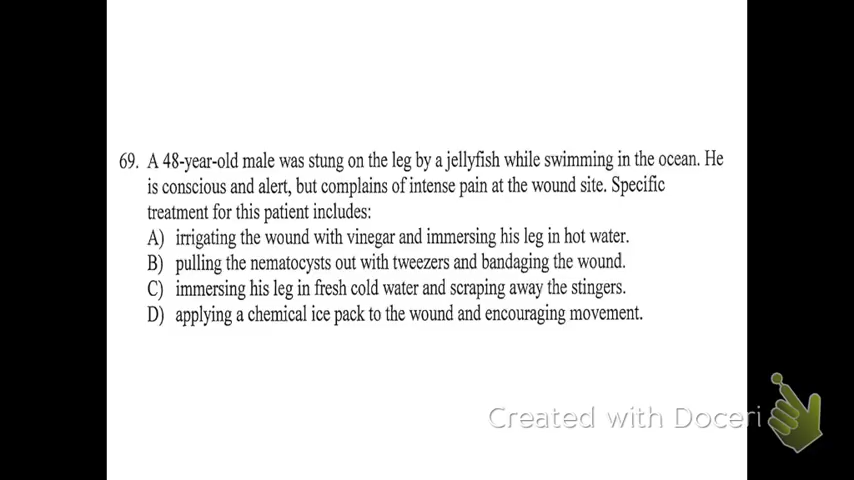 69. A 48-year-old male was stung on the leg by a jellyfish while swimming in the ocean. He
is conscious and alert, but complains of intense pain at the wound site. Specific
treatment for this patient includes:
A) irrigating the wound with vinegar and immersing his leg in hot water.
B) pulling the nematocysts out with tweezers and bandaging the wound.
C) immersing his leg in fresh cold water and scraping away the stingers.
D) applying a chemical ice pack to the wound and encouraging movement.
Created with Doceri